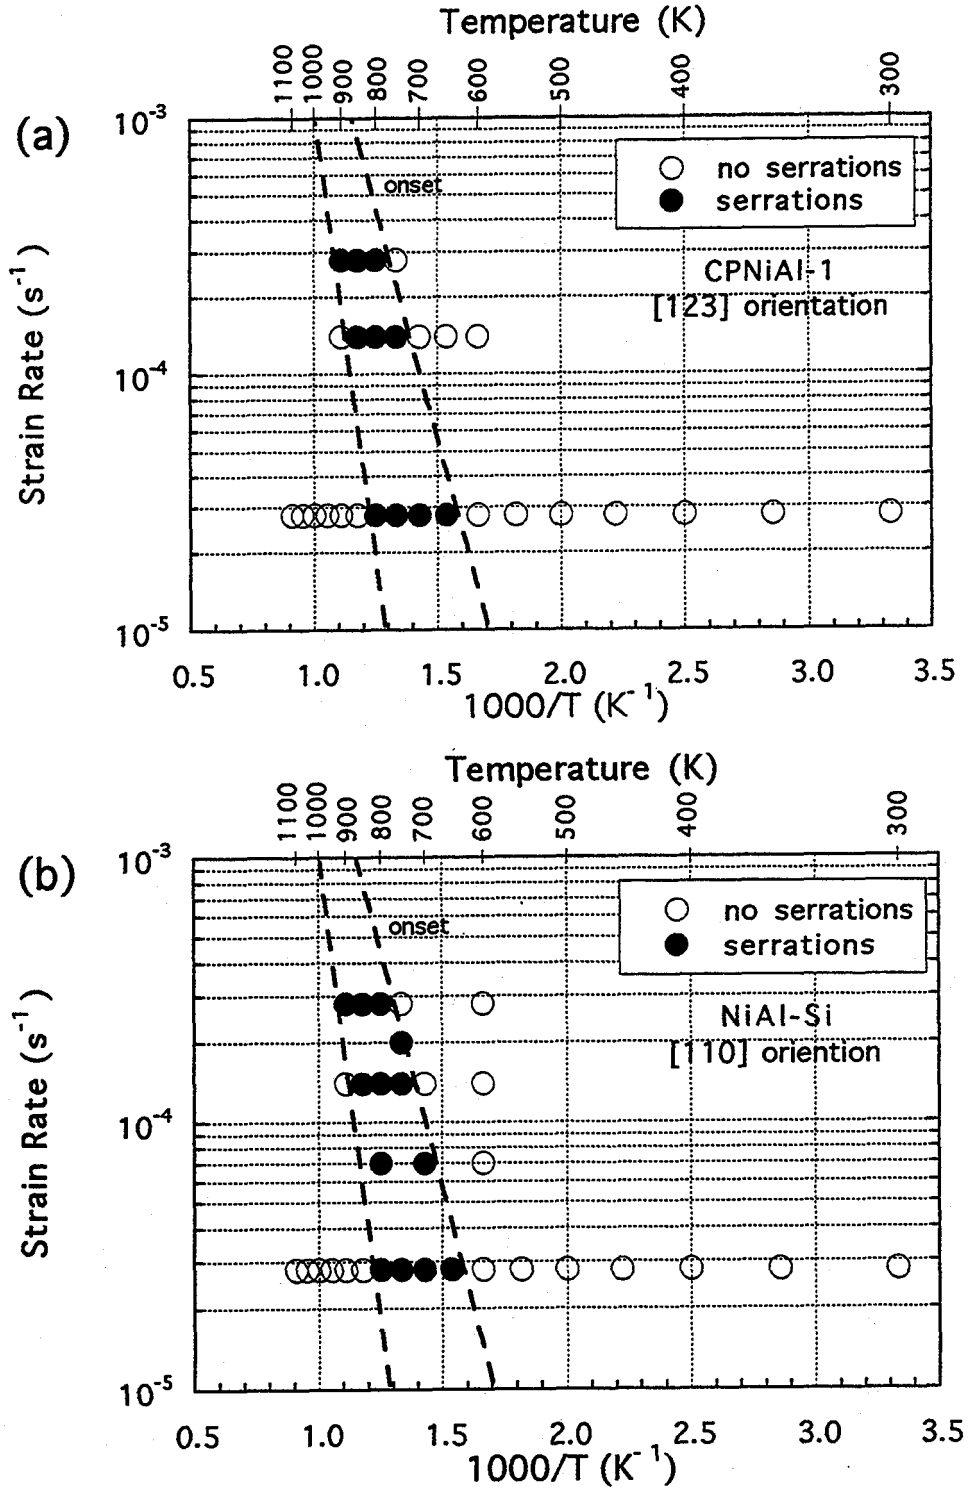 Temperature (K)
1100 1000 900 800 700 600 500 400 300
(a)
10-3
onset
no serrations
serrations
CPNiAl-1
[123] orientation
Strain Rate (s-1)
10-4
10-5
0.5 1.0 1.5 2.0 2.5 3.0 3.5
1000/T (K-1)
Temperature (K)
1100 1000 900 800 700 600 500 400 300
(b)
10-3
onset
no serrations
serrations
NiAl-Si
[110] oriention
Strain Rate (s-1)
10-4
10-5
0.5 1.0 1.5 2.0 2.5 3.0 3.5
1000/T (K-1)